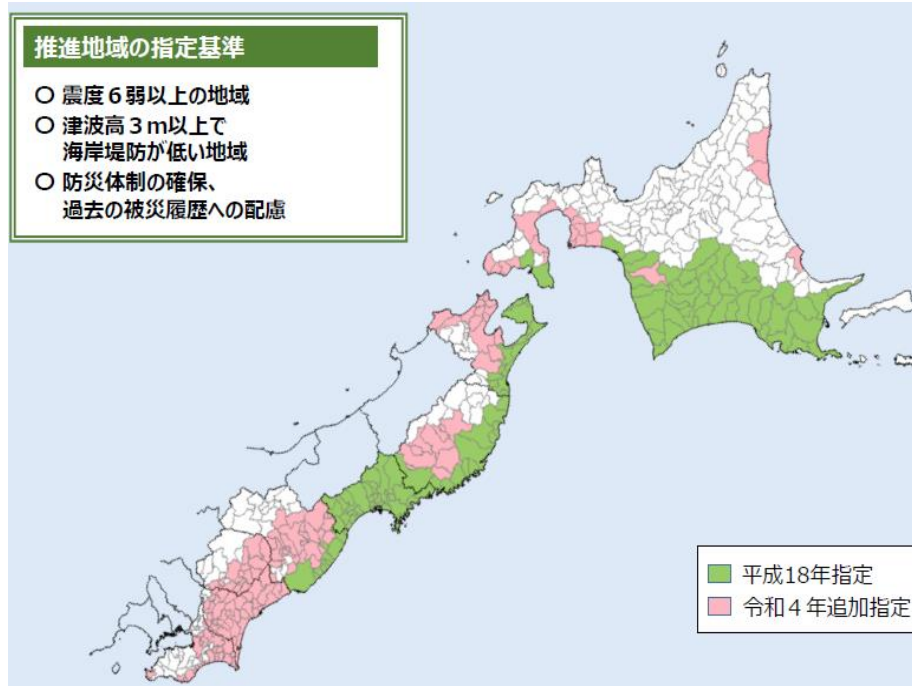 推進地域の指定基準
○ 震度６弱以上の地域
○ 津波高３ｍ以上で
海岸堤防が低い地域
○ 防災体制の確保、
過去の被災履歴への配慮
平成18年指定
令和４年追加指定